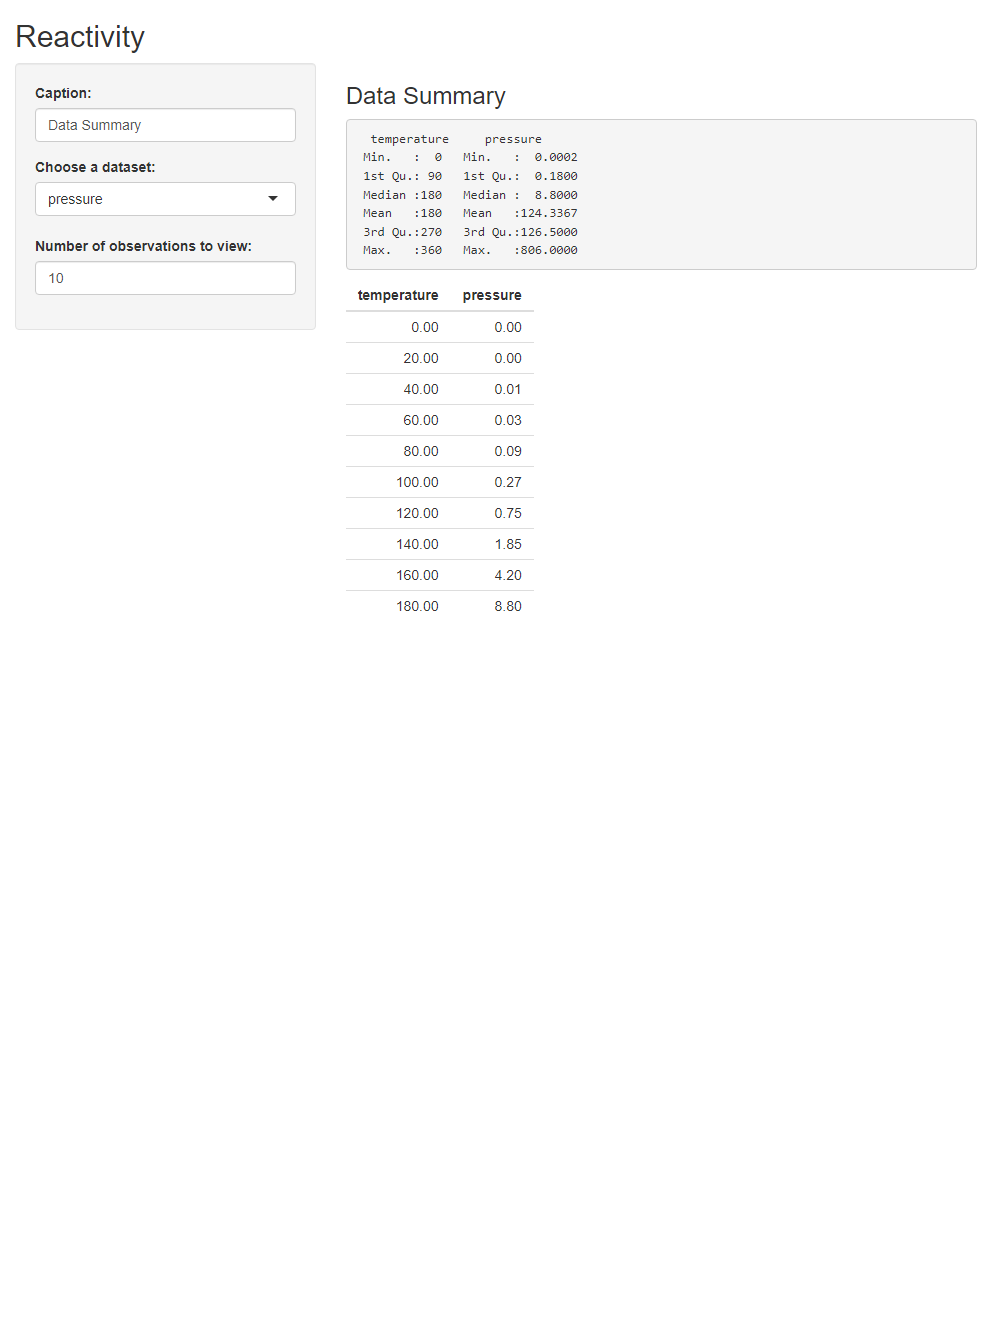 Reactivity
Caption:
Data Summary
Choose a dataset:
pressure
Number of observations to view:
10
Data Summary
temperature pressure
Min. : 0 Min. : 0.0002
1st Qu.: 90 1st Qu.: 0.1800
Median :180 Median : 8.8000
Mean :180 Mean :124.3367
3rd Qu.:270 3rd Qu.:126.5000
Max. :360 Max. :806.0000
temperature pressure
0.00 0.00
20.00 0.00
40.00 0.01
60.00 0.03
80.00 0.09
100.00 0.27
120.00 0.75
140.00 1.85
160.00 4.20
180.00 8.80